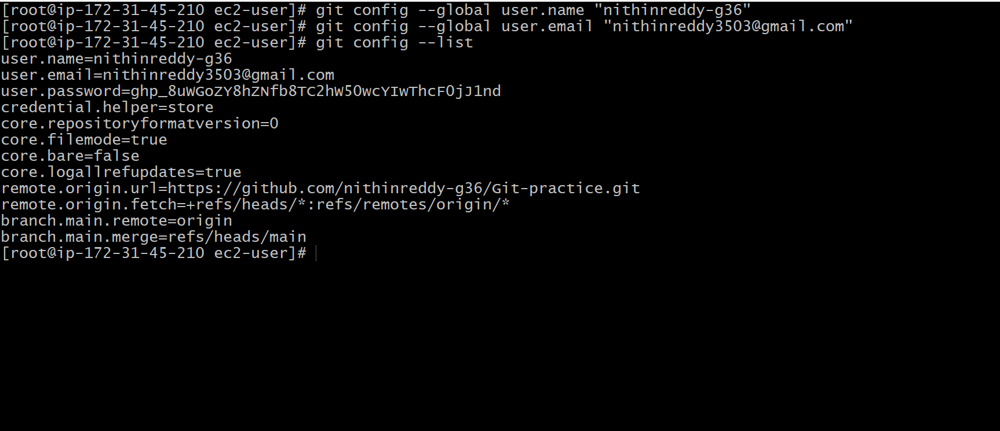 [root@ip-172-31-45-210 ec2-user]# git config --global user.name "nithinreddy-g36"
[root@ip-172-31-45-210 ec2-user]# git config --global user.email "nithinreddy3503@gmail.com"
[root@ip-172-31-45-210 ec2-user]# git config --list
user.name=nithinreddy-g36
user.email=nithinreddy3503@gmail.com
user.password=
credential.helper=store
core.repositoryformatversion=0
core.filemode=true
core.bare=false
core.logallrefupdates=true
remote.origin.url=https://github.com/nithinreddy-g36/Git-practice.git
remote.origin.fetch=+refs/heads/*:refs/remotes/origin/*
branch.main.remote=origin
branch.main.merge=refs/heads/main
[root@ip-172-31-45-210 ec2-user]#